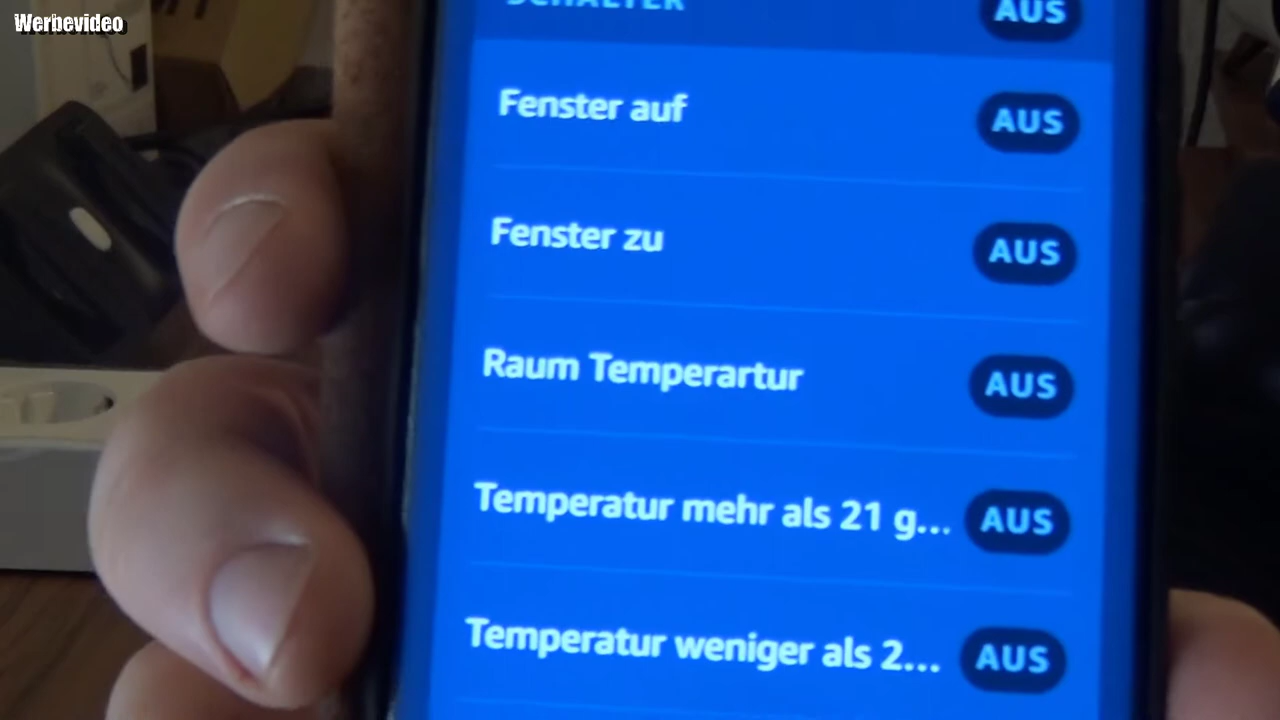 Werbevideo
SCHALTER AUS
Fenster auf AUS
Fenster zu AUS
Raum Temperartur AUS
Temperatur mehr als 21 g... AUS
Temperatur weniger als 2... AUS